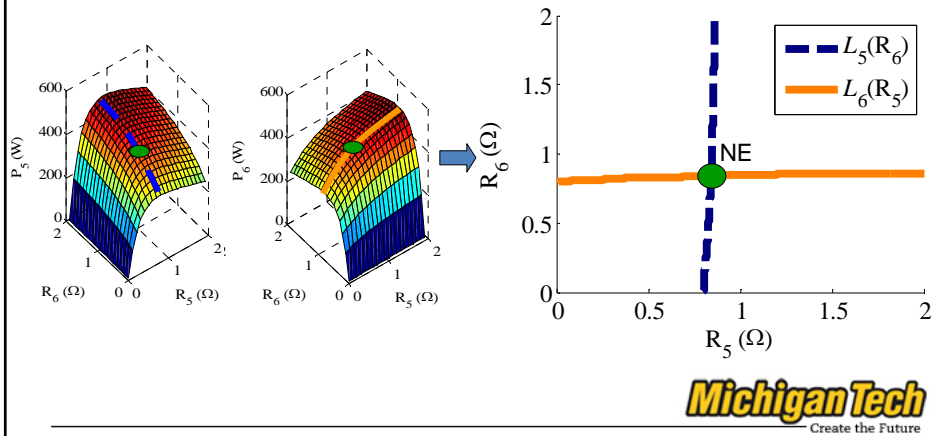 600
400
200
0
P5 (W)
2
1
0
R6 (Ω)
0
1
2
R5 (Ω)
600
400
200
0
P6 (W)
2
1
0
R6 (Ω)
0
1
2
R5 (Ω)
2
1.5
1
0.5
0
R6 (Ω)
L5(R6)
L6(R5)
NE
0
0.5
1
1.5
2
R5 (Ω)
Michigan Tech
Create the Future